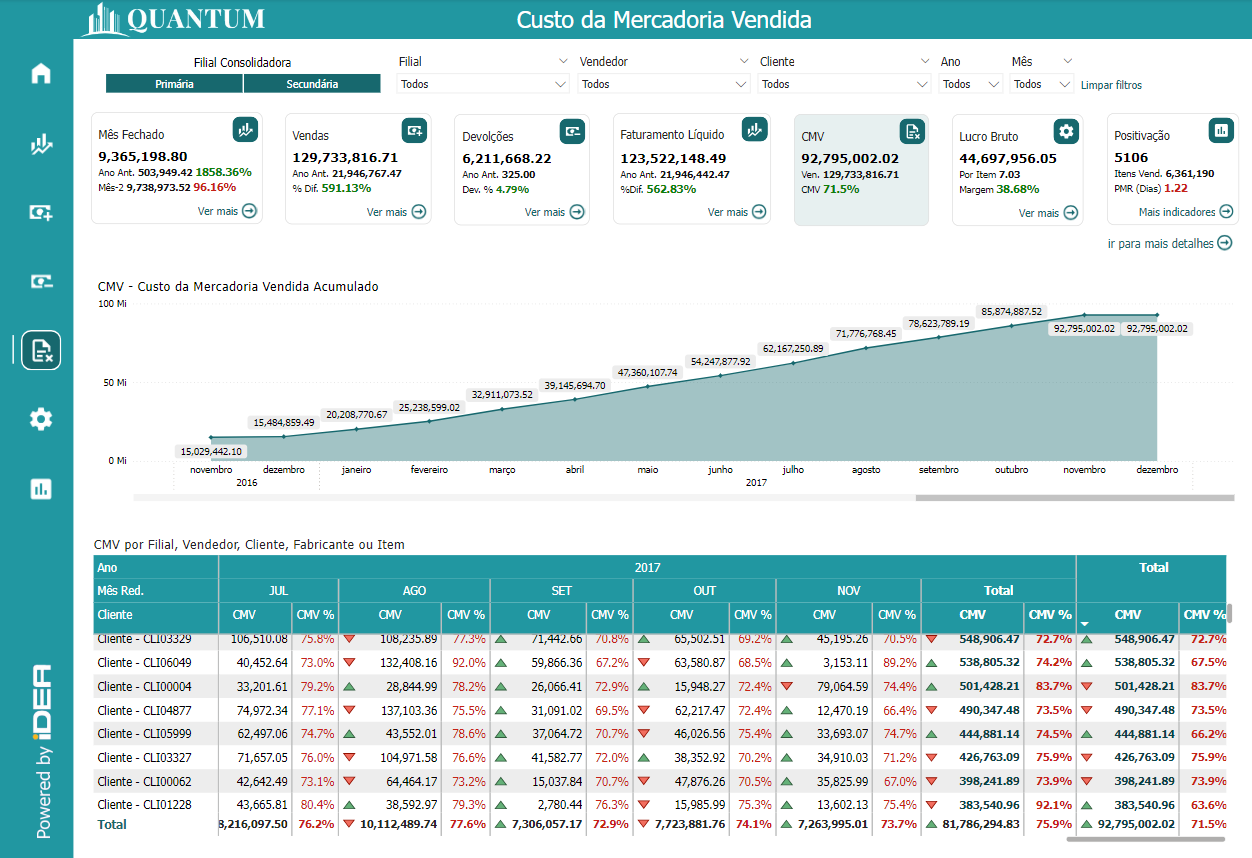 QUANTUM
Custo da Mercadoria Vendida
Filial Consolidadora
Primária Secundária
Filial Vendedor Cliente Ano Mês
Todos Todos Todos Todos Todos Limpar filtros
Mês Fechado
9,365,198.80
Ano Ant. 503,949.42 1858.36%
Mês-2 9,738,973.52 96.16%
Ver mais
Vendas
129,733,816.71
Ano Ant. 21,946,767.47
% Dif. 591.13%
Ver mais
Devolções
6,211,668.22
Ano Ant. 325.00
Dev. % 4.79%
Ver mais
Faturamento Líquido
123,522,148.49
Ano Ant. 21,946,442.47
%Dif. 562.83%
Ver mais
CMV
92,795,002.02
Ven. 129,733,816.71
CMV 71.5%
Lucro Bruto
44,697,956.05
Por Item 7.03
Margem 38.68%
Ver mais
Positivação
5106
Itens Vend. 6,361,190
PMR (Dias) 1.22
Mais indicadores
ir para mais detalhes
CMV - Custo da Mercadoria Vendida Acumulado
100 Mi
50 Mi
0 Mi
15,029,442.10 15,484,859.49 20,208,770.67 25,238,599.02 32,911,073.52 39,145,694.70 47,360,107.74 54,247,877.92 62,167,250.89 71,776,768.45 78,623,789.19 85,874,887.52 92,795,002.02 92,795,002.02
novembro dezembro janeiro fevereiro março abril maio junho julho agosto setembro outubro novembro dezembro
2016 2017
CMV por Filial, Vendedor, Cliente, Fabricante ou Item
Ano 2017 Total
Mês Red. JUL AGO SET OUT NOV Total
Cliente CMV CMV % CMV CMV % CMV CMV % CMV CMV % CMV CMV % CMV CMV % CMV CMV %
Cliente - CLI03329 106,510.08 75.8% 108,235.89 77.3% 71,442.66 70.8% 65,502.51 69.2% 45,195.26 70.5% 548,906.47 72.7% 548,906.47 72.7%
Cliente - CLI06049 40,452.64 73.0% 132,408.16 92.0% 59,866.36 67.2% 63,580.87 68.5% 3,153.11 89.2% 538,805.32 74.2% 538,805.32 67.5%
Cliente - CLI00004 33,201.61 79.2% 28,844.99 78.2% 26,066.41 72.9% 15,948.27 72.4% 79,064.59 74.4% 501,428.21 83.7% 501,428.21 83.7%
Cliente - CLI04877 74,972.34 77.1% 137,103.36 75.5% 31,091.02 69.5% 62,217.47 72.4% 12,470.19 66.4% 490,347.48 73.5% 490,347.48 73.5%
Cliente - CLI05999 62,497.06 74.7% 43,552.01 78.6% 37,064.72 70.7% 46,026.56 75.4% 33,693.07 74.7% 444,881.14 74.5% 444,881.14 66.2%
Cliente - CLI03327 71,657.05 76.0% 104,971.58 76.6% 41,582.77 72.0% 38,352.92 70.2% 34,910.03 71.2% 426,763.09 75.9% 426,763.09 75.9%
Cliente - CLI00062 42,642.49 73.1% 64,464.17 73.2% 15,037.84 70.7% 47,876.26 70.5% 35,825.99 67.0% 398,241.89 73.9% 398,241.89 73.9%
Cliente - CLI01228 43,665.81 80.4% 38,592.97 79.3% 2,780.44 76.3% 15,985.99 75.3% 13,602.13 75.4% 383,540.96 92.1% 383,540.96 63.6%
Total 8,216,097.50 76.2% 10,112,489.74 77.6% 7,306,057.17 72.9% 7,723,881.76 74.1% 7,263,995.01 73.7% 81,786,294.83 75.9% 92,795,002.02 71.5%
Powered by iDEA